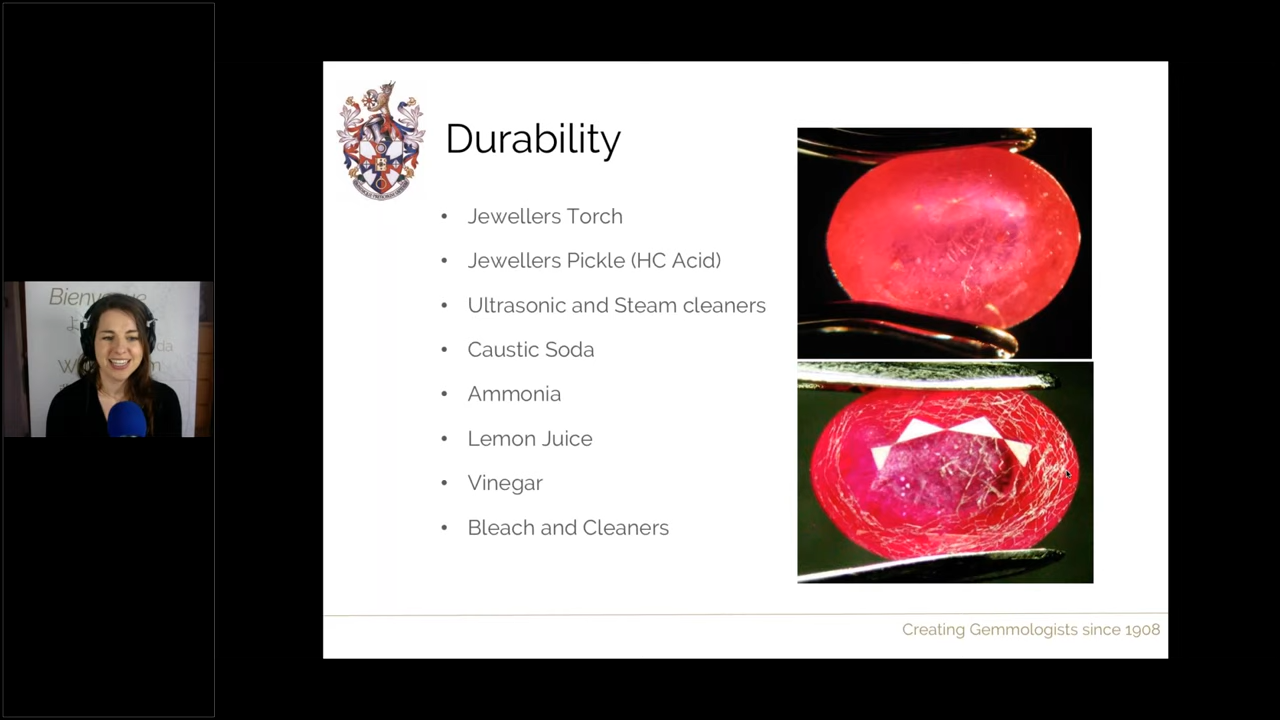 Durability
• Jewellers Torch
• Jewellers Pickle (HC Acid)
• Ultrasonic and Steam cleaners
• Caustic Soda
• Ammonia
• Lemon Juice
• Vinegar
• Bleach and Cleaners
Creating Gemmologists since 1908